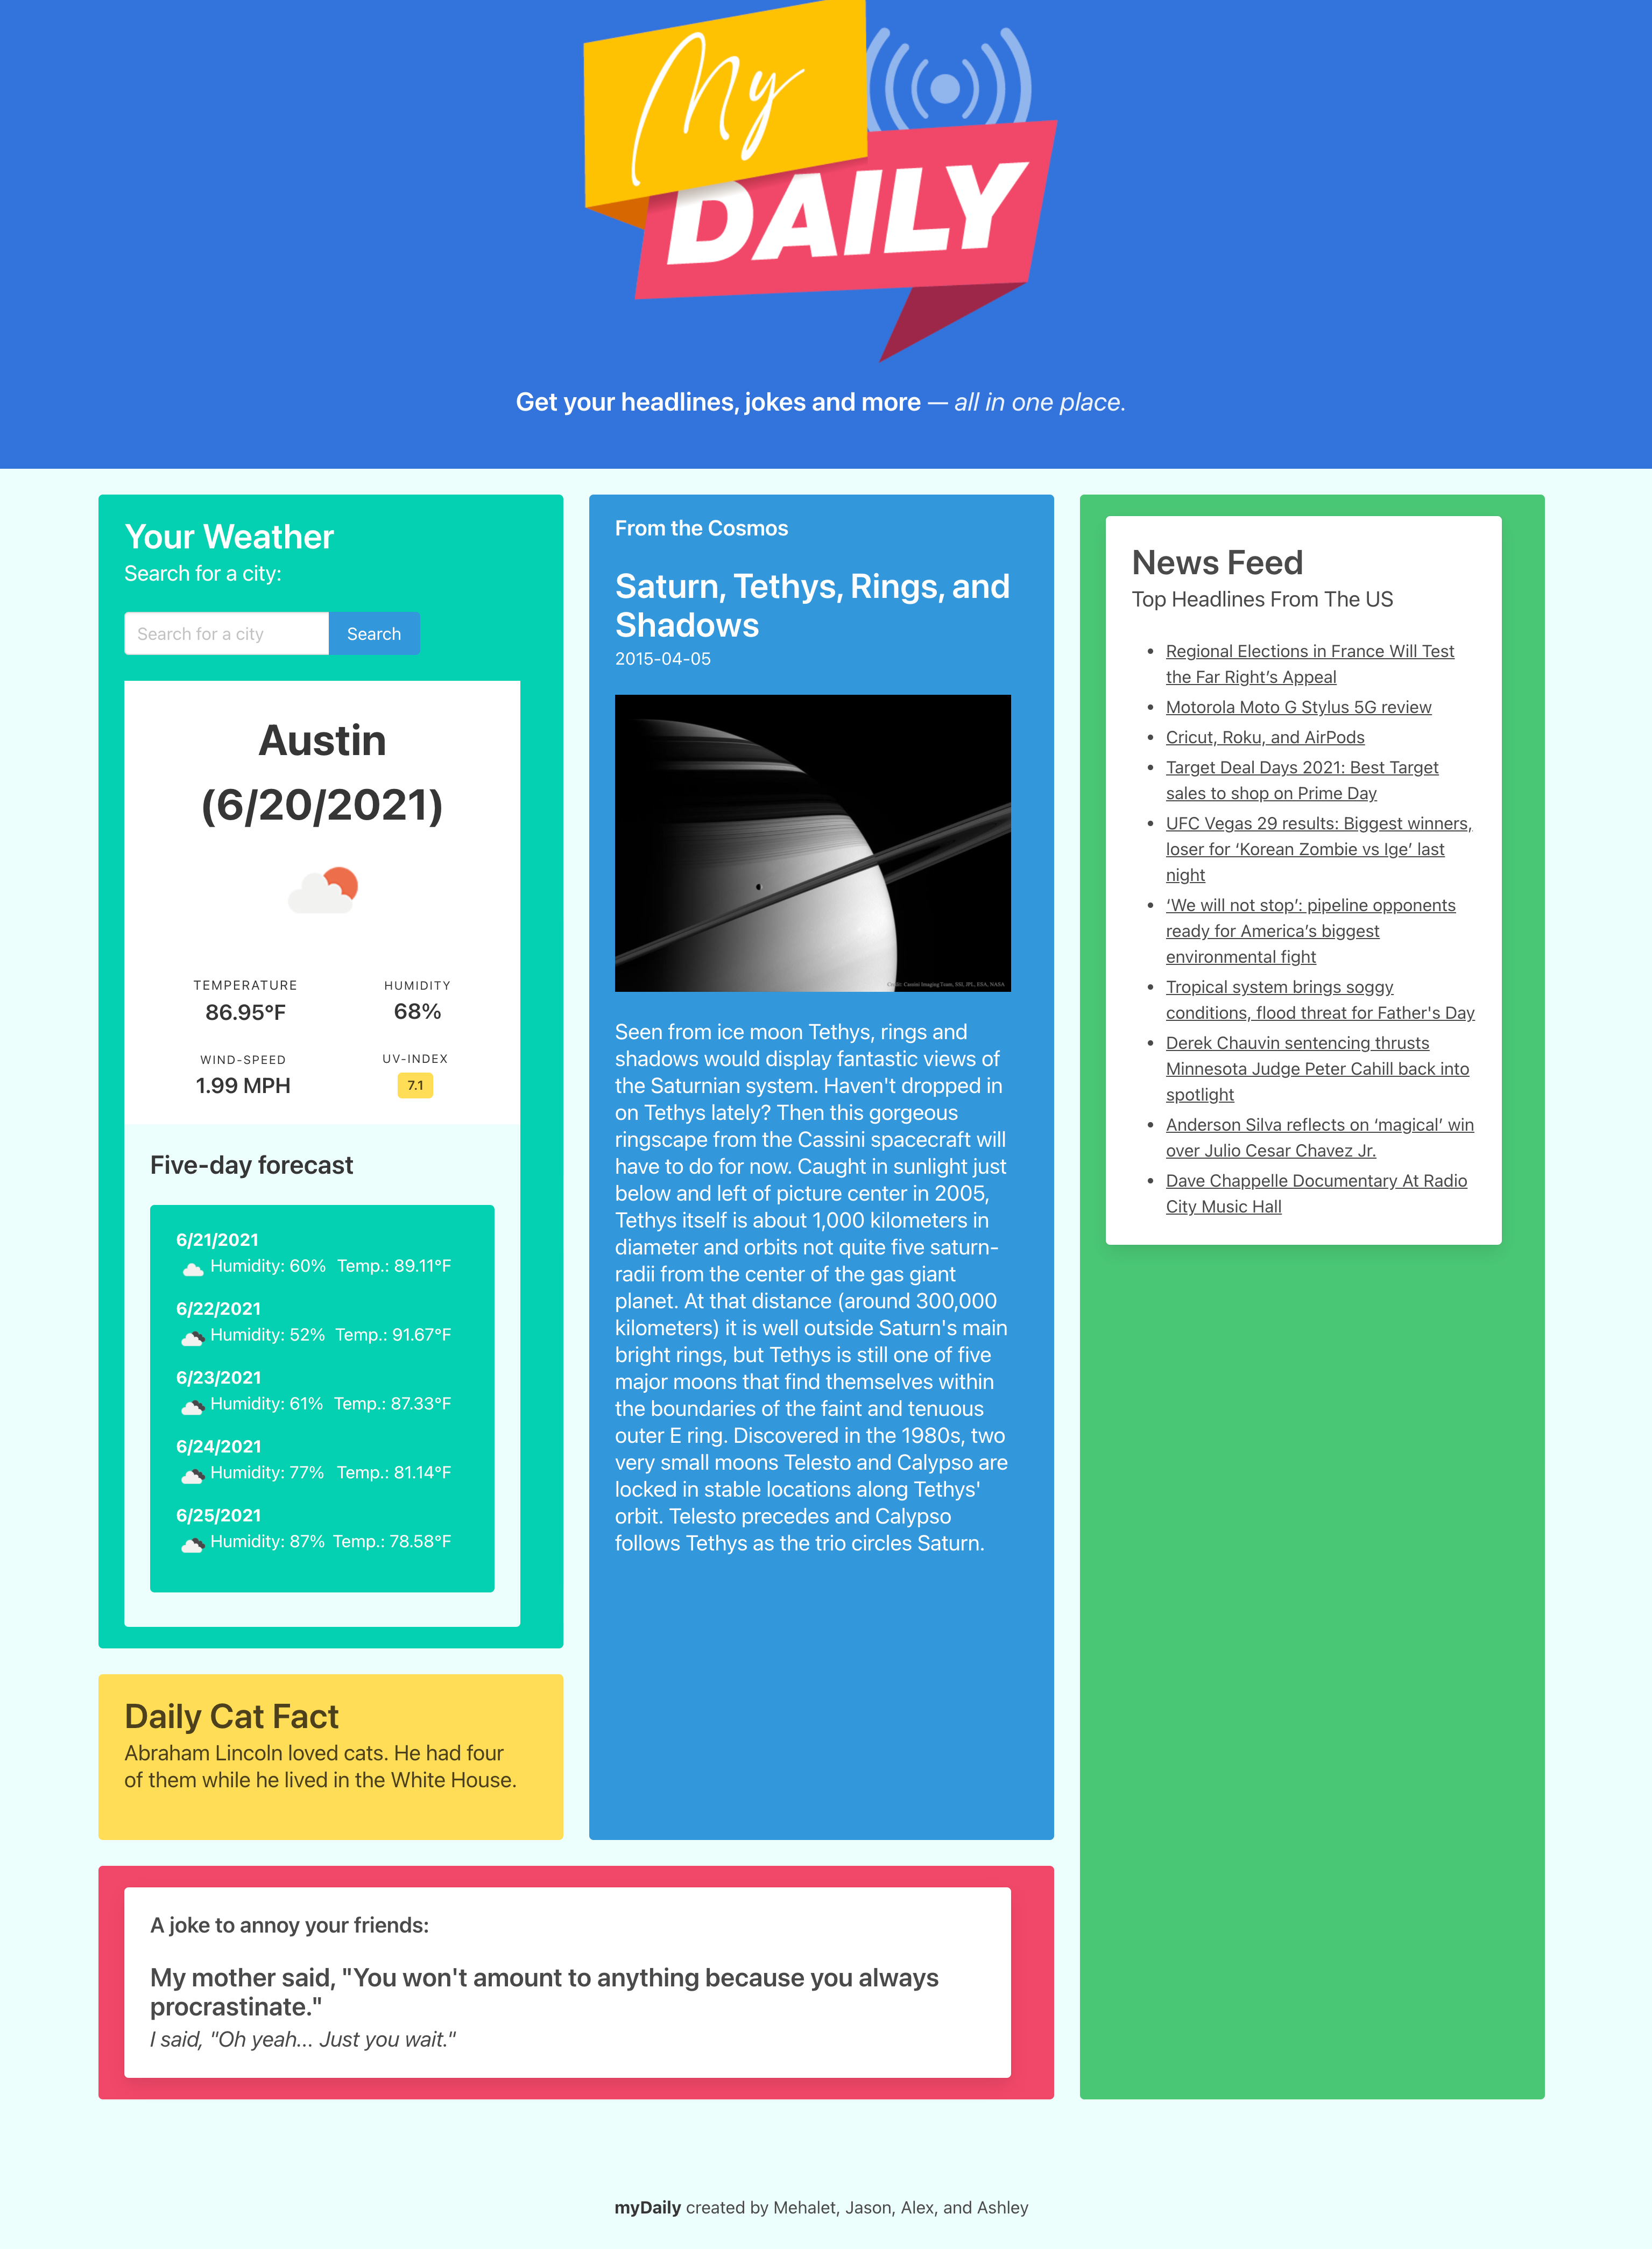 My
DAILY
Get your headlines, jokes and more — all in one place.
Your Weather
Search for a city:
Search for a city
Search
Austin
(6/20/2021)
TEMPERATURE
86.95°F
HUMIDITY
68%
WIND-SPEED
1.99 MPH
UV-INDEX
7.1
Five-day forecast
6/21/2021
Humidity: 60% Temp.: 89.11°F
6/22/2021
Humidity: 52% Temp.: 91.67°F
6/23/2021
Humidity: 61% Temp.: 87.33°F
6/24/2021
Humidity: 77% Temp.: 81.14°F
6/25/2021
Humidity: 87% Temp.: 78.58°F
Daily Cat Fact
Abraham Lincoln loved cats. He had four
of them while he lived in the White House.
From the Cosmos
Saturn, Tethys, Rings, and
Shadows
2015-04-05
Credit: Cassini Imaging Team, SSI, JPL, ESA, NASA
Seen from ice moon Tethys, rings and
shadows would display fantastic views of
the Saturnian system. Haven't dropped in
on Tethys lately? Then this gorgeous
ringscape from the Cassini spacecraft will
have to do for now. Caught in sunlight just
below and left of picture center in 2005,
Tethys itself is about 1,000 kilometers in
diameter and orbits not quite five saturn-
radii from the center of the gas giant
planet. At that distance (around 300,000
kilometers) it is well outside Saturn's main
bright rings, but Tethys is still one of five
major moons that find themselves within
the boundaries of the faint and tenuous
outer E ring. Discovered in the 1980s, two
very small moons Telesto and Calypso are
locked in stable locations along Tethys'
orbit. Telesto precedes and Calypso
follows Tethys as the trio circles Saturn.
News Feed
Top Headlines From The US
• Regional Elections in France Will Test
the Far Right’s Appeal
• Motorola Moto G Stylus 5G review
• Cricut, Roku, and AirPods
• Target Deal Days 2021: Best Target
sales to shop on Prime Day
• UFC Vegas 29 results: Biggest winners,
loser for ‘Korean Zombie vs Ige’ last
night
• ‘We will not stop’: pipeline opponents
ready for America’s biggest
environmental fight
• Tropical system brings soggy
conditions, flood threat for Father's Day
• Derek Chauvin sentencing thrusts
Minnesota Judge Peter Cahill back into
spotlight
• Anderson Silva reflects on ‘magical’ win
over Julio Cesar Chavez Jr.
• Dave Chappelle Documentary At Radio
City Music Hall
A joke to annoy your friends:
My mother said, "You won't amount to anything because you always
procrastinate."
I said, "Oh yeah... Just you wait."
myDaily created by Mehalet, Jason, Alex, and Ashley